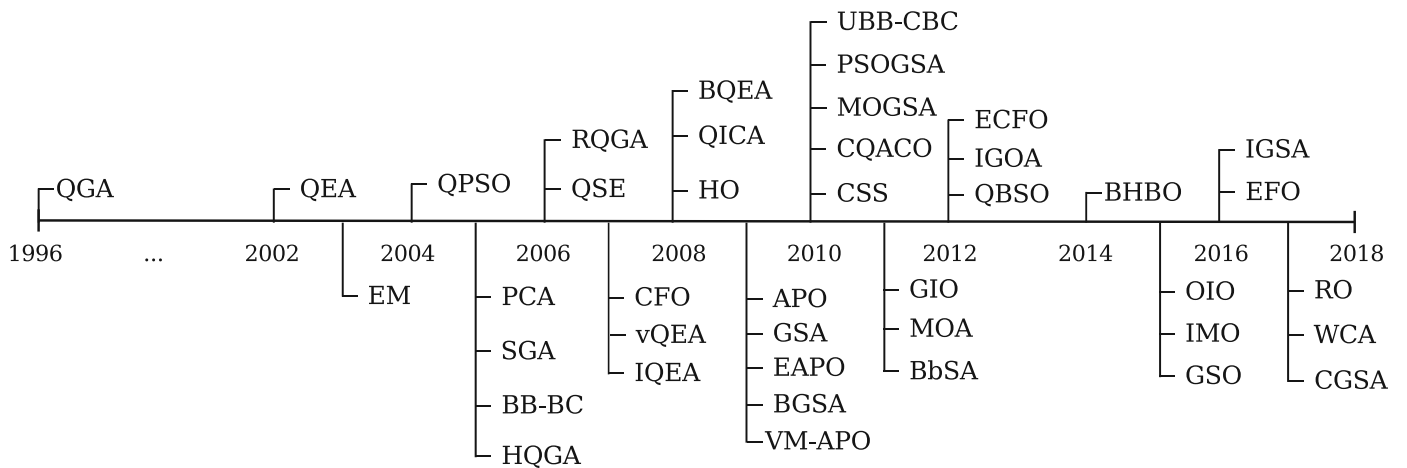 UBB-CBC
PSOGSA
MOGSA
CQACO
CSS
BQEA
QICA
HO
ECFO
IGOA
QBSO
RQGA
QSE
IGSA
EFO
QGA
QEA
QPSO
BHBO
1996 ... 2002 2004 2006 2008 2010 2012 2014 2016 2018
EM
PCA
SGA
BB-BC
HQGA
CFO
vQEA
IQEA
APO
GSA
EAPO
BGSA
VM-APO
GIO
MOA
BbSA
OIO
IMO
GSO
RO
WCA
CGSA